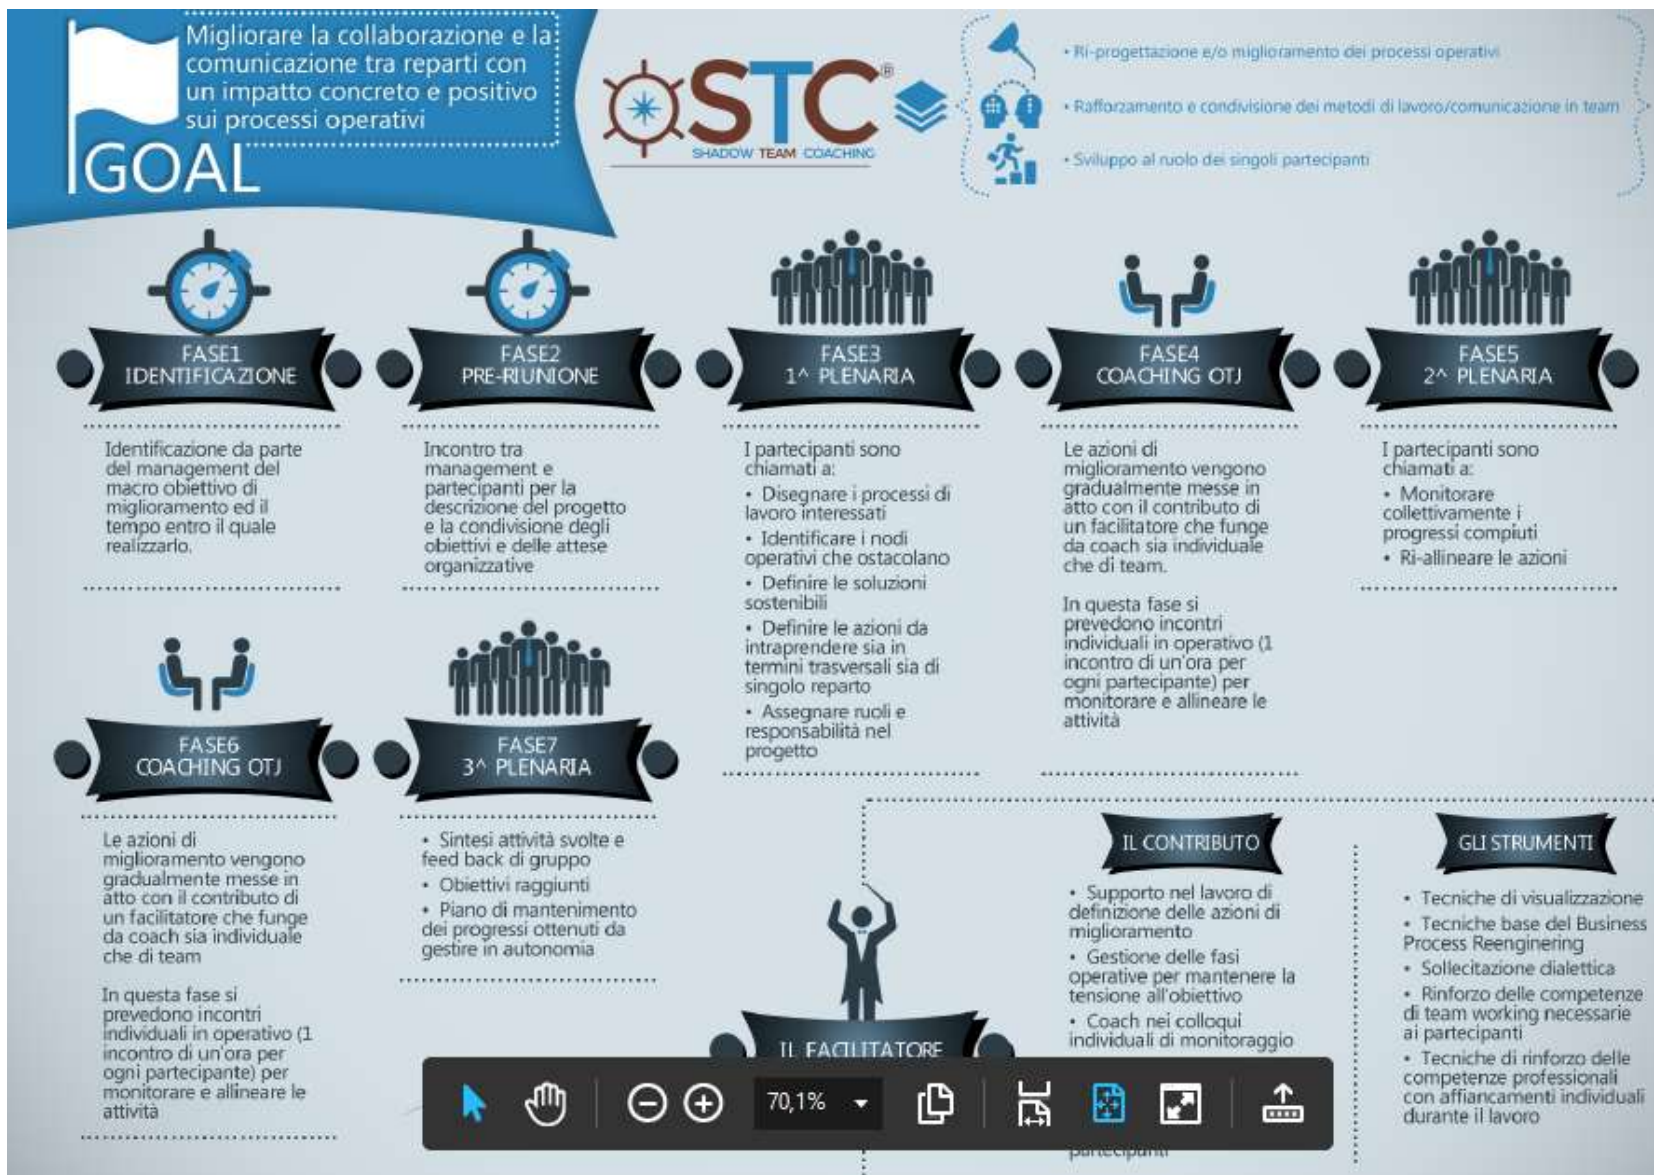 Migliorare la collaborazione e la
comunicazione tra reparti con
un impatto concreto e positivo
sui processi operativi
GOAL
STC®
SHADOW TEAM COACHING
• Ri-progettazione e/o miglioramento dei processi operativi
• Rafforzamento e condivisione dei metodi di lavoro/comunicazione in team
• Sviluppo al ruolo dei singoli partecipanti
FASE1
IDENTIFICAZIONE
Identificazione da parte
del management del
macro obiettivo di
miglioramento ed il
tempo entro il quale
realizzarlo.
FASE2
PRE-RIUNIONE
Incontro tra
management e
partecipanti per la
descrizione del progetto
e la condivisione degli
obiettivi e delle attese
organizzative
FASE3
1^ PLENARIA
I partecipanti sono
chiamati a:
• Disegnare i processi di
lavoro interessati
• Identificare i nodi
operativi che ostacolano
• Definire le soluzioni
sostenibili
• Definire le azioni da
intraprendere sia in
termini trasversali sia di
singolo reparto
• Assegnare ruoli e
responsabilità nel
progetto
FASE4
COACHING OTJ
Le azioni di
miglioramento vengono
gradualmente messe in
atto con il contributo di
un facilitatore che funge
da coach sia individuale
che di team.
In questa fase si
prevedono incontri
individuali in operativo (1
incontro di un'ora per
ogni partecipante) per
monitorare e allineare le
attività
FASE5
2^ PLENARIA
I partecipanti sono
chiamati a:
• Monitorare
collettivamente i
progressi compiuti
• Ri-allineare le azioni
FASE6
COACHING OTJ
Le azioni di
miglioramento vengono
gradualmente messe in
atto con il contributo di
un facilitatore che funge
da coach sia individuale
che di team
In questa fase si
prevedono incontri
individuali in operativo (1
incontro di un'ora per
ogni partecipante) per
monitorare e allineare le
attività
FASE7
3^ PLENARIA
• Sintesi attività svolte e
feed back di gruppo
• Obiettivi raggiunti
• Piano di mantenimento
dei progressi ottenuti da
gestire in autonomia
IL FACILITATORE
IL CONTRIBUTO
• Supporto nel lavoro di
definizione delle azioni di
miglioramento
• Gestione delle fasi
operative per mantenere la
tensione all'obiettivo
• Coach nei colloqui
individuali di monitoraggio
partecipanti
GLI STRUMENTI
• Tecniche di visualizzazione
• Tecniche base del Business
Process Reenginering
• Sollecitazione dialettica
• Rinforzo delle competenze
di team working necessarie
ai partecipanti
• Tecniche di rinforzo delle
competenze professionali
con affiancamenti individuali
durante il lavoro
70,1%